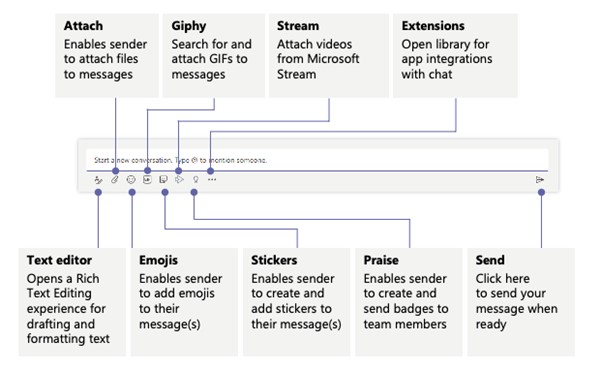 Attach
Enables sender
to attach files
to messages
Giphy
Search for and
attach GIFs to
messages
Stream
Attach videos
from Microsoft
Stream
Extensions
Open library for
app integrations
with chat
Start a new conversation. Type @ to mention someone.
Text editor
Opens a Rich
Text Editing
experience for
drafting and
formatting text
Emojis
Enables sender
to add emojis
to their
message(s)
Stickers
Enables sender
to create and
add stickers to
their message(s)
Praise
Enables sender
to create and
send badges to
team members
Send
Click here
to send your
message when
ready